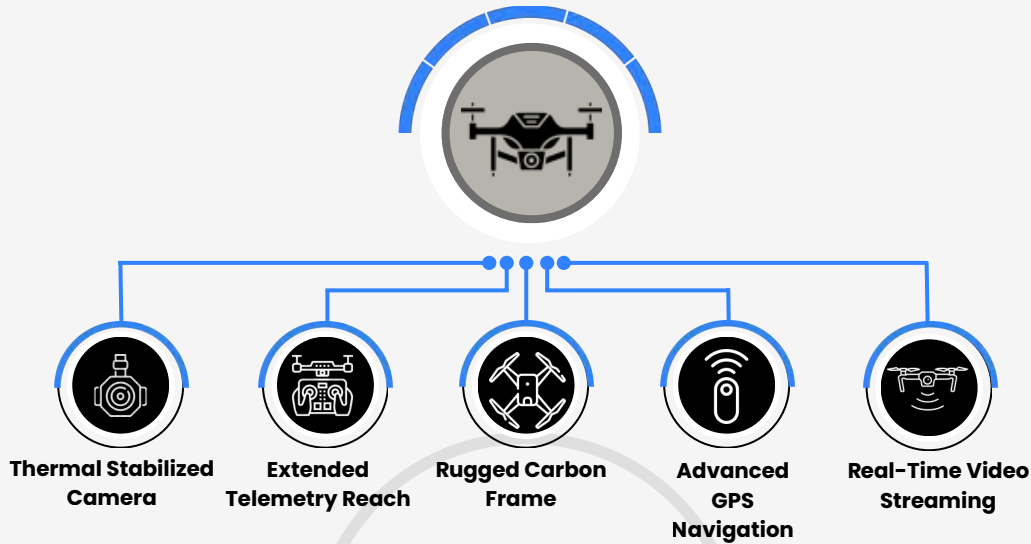 Thermal Stabilized
Camera
Extended
Telemetry Reach
Rugged Carbon
Frame
Advanced
GPS
Navigation
Real-Time Video
Streaming